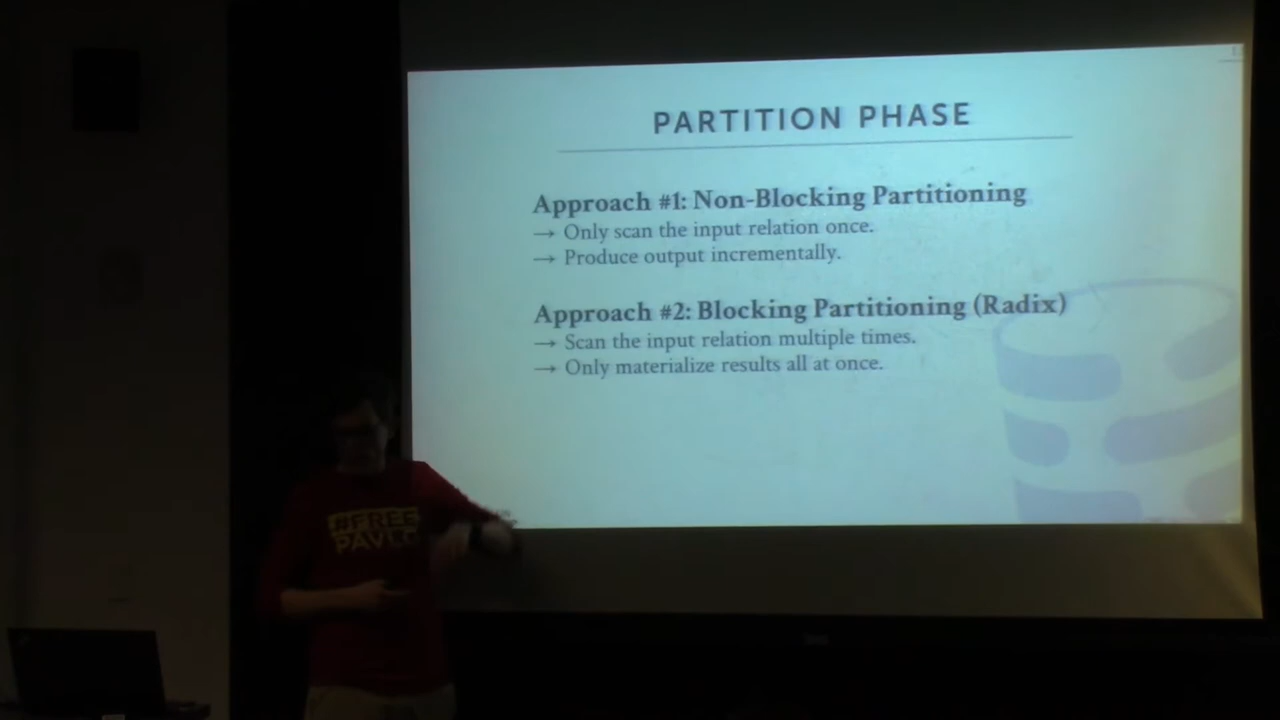 PARTITION PHASE
Approach #1: Non-Blocking Partitioning
→ Only scan the input relation once.
→ Produce output incrementally.
Approach #2: Blocking Partitioning (Radix)
→ Scan the input relation multiple times.
→ Only materialize results all at once.
#FREE
PAVLO